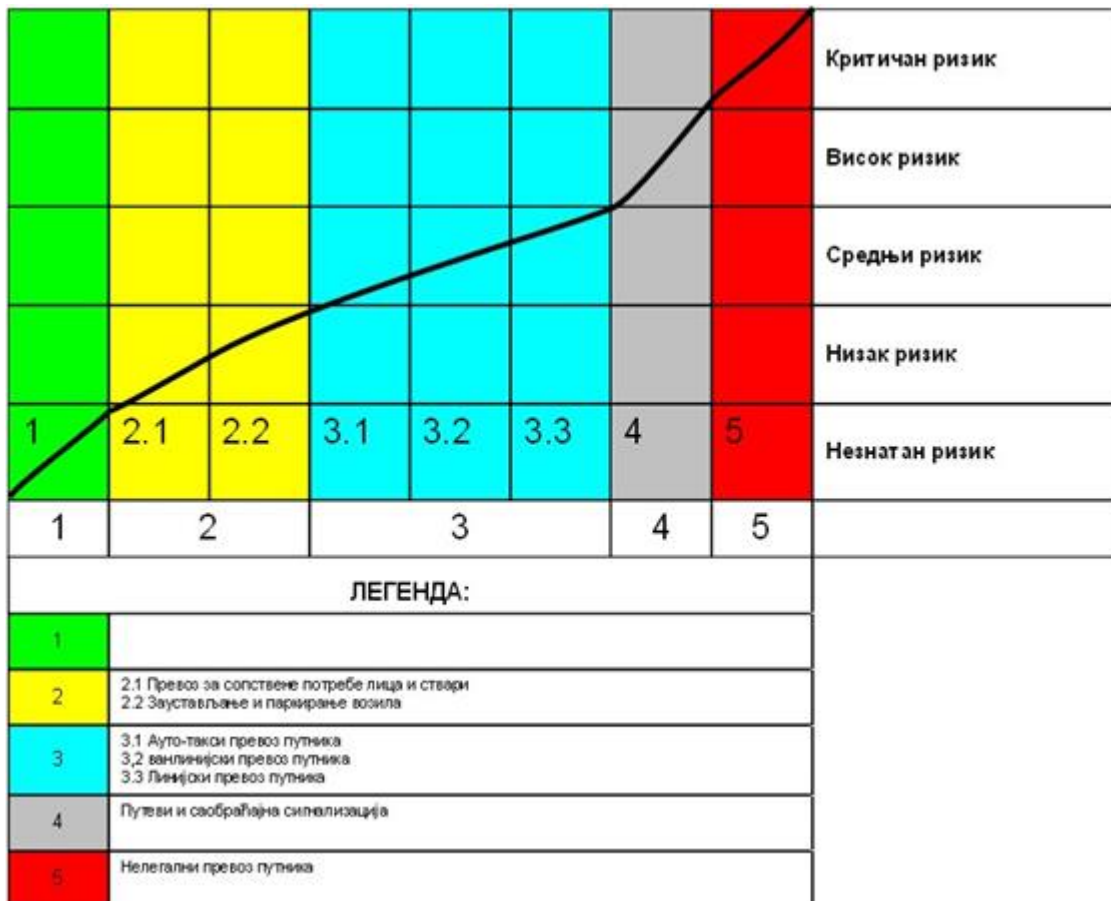 Критичан ризик
Висок ризик
Средњи ризик
Низак ризик
1 2.1 2.2 3.1 3.2 3.3 4 5 Незнатан ризик
1 2 3 4 5
ЛЕГЕНДА:
1
2 2.1 Превоз за сопствене потребе лица и ствари
2.2 Заустављање и паркирање возила
3 3.1 Ауто-такси превоз путника
3,2 ванлинијски превоз путника
3.3 Линијски превоз путника
4 Путеви и саобраћајна сигнализација
5 Нелегални превоз путника